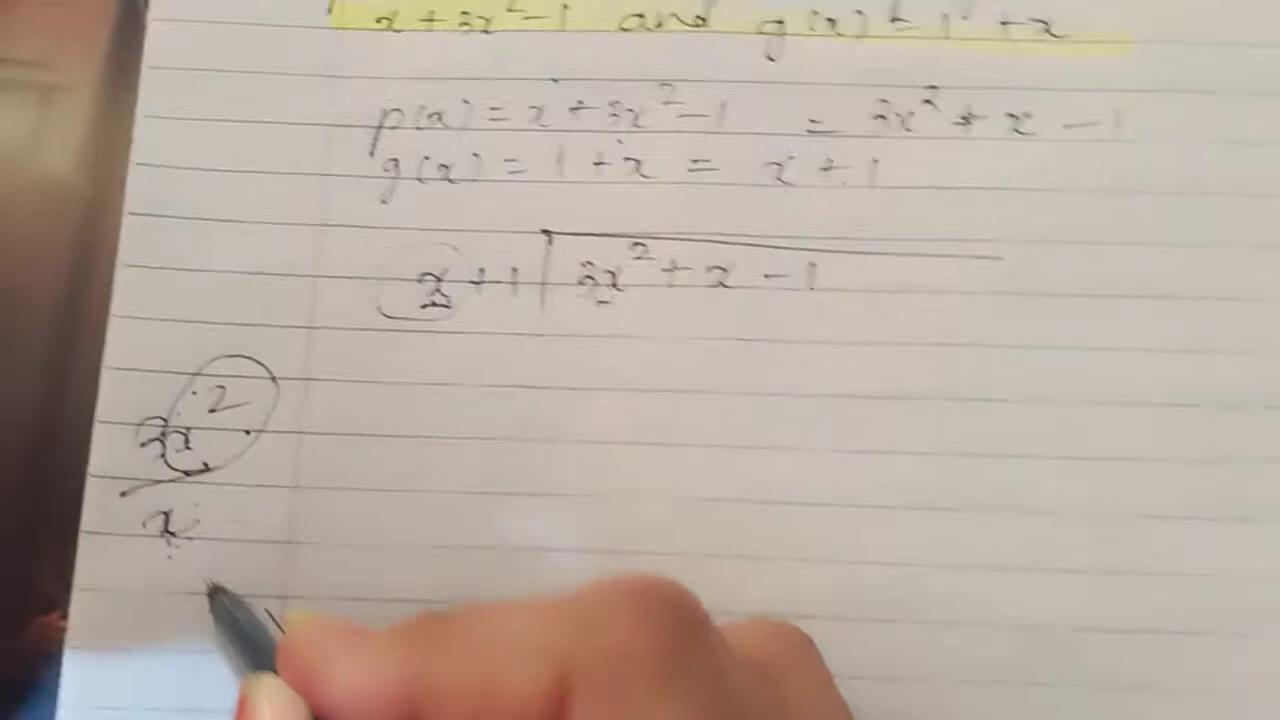 x + 3x² - 1 and g(x) = 1 + x
p(x) = x + 3x² - 1 = 3x² + x - 1
g(x) = 1 + x = x + 1
x + 1 | 3x² + x - 1
3x²
x